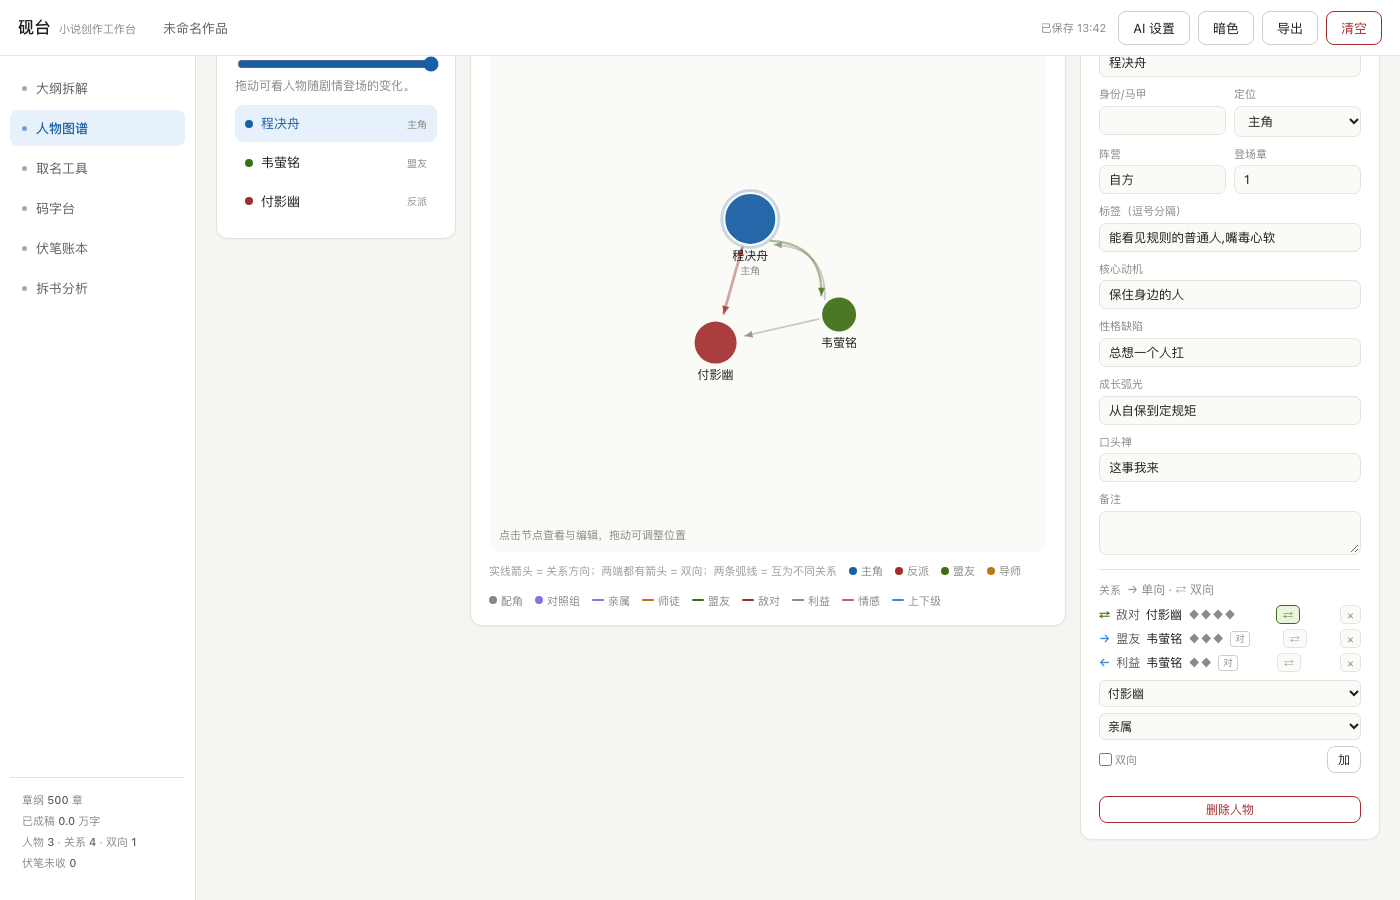 砚台 小说创作工作台 未命名作品 已保存 13:42 AI 设置 暗色 导出 清空
大纲拆解
人物图谱
取名工具
码字台
伏笔账本
拆书分析
章纲 500 章
已成稿 0.0 万字
人物 3 · 关系 4 · 双向 1
伏笔未收 0
拖动可看人物随剧情登场的变化。
程决舟 主角
韦萤铭 盟友
付影幽 反派
程决舟
主角
韦萤铭
付影幽
点击节点查看与编辑，拖动可调整位置
实线箭头 = 关系方向；两端都有箭头 = 双向；两条弧线 = 互为不同关系 主角 反派 盟友 导师
配角 对照组 亲属 师徒 盟友 敌对 利益 情感 上下级
程决舟
身份/马甲 定位
主角
阵营 登场章
自方 1
标签（逗号分隔）
能看见规则的普通人,嘴毒心软
核心动机
保住身边的人
性格缺陷
总想一个人扛
成长弧光
从自保到定规矩
口头禅
这事我来
备注
关系 → 单向 · ⇄ 双向
⇄ 敌对 付影幽 ◆◆◆◆ ⇄ ×
→ 盟友 韦萤铭 ◆◆◆ 对 ⇄ ×
← 利益 韦萤铭 ◆◆ 对 ⇄ ×
付影幽
亲属
双向 加
删除人物